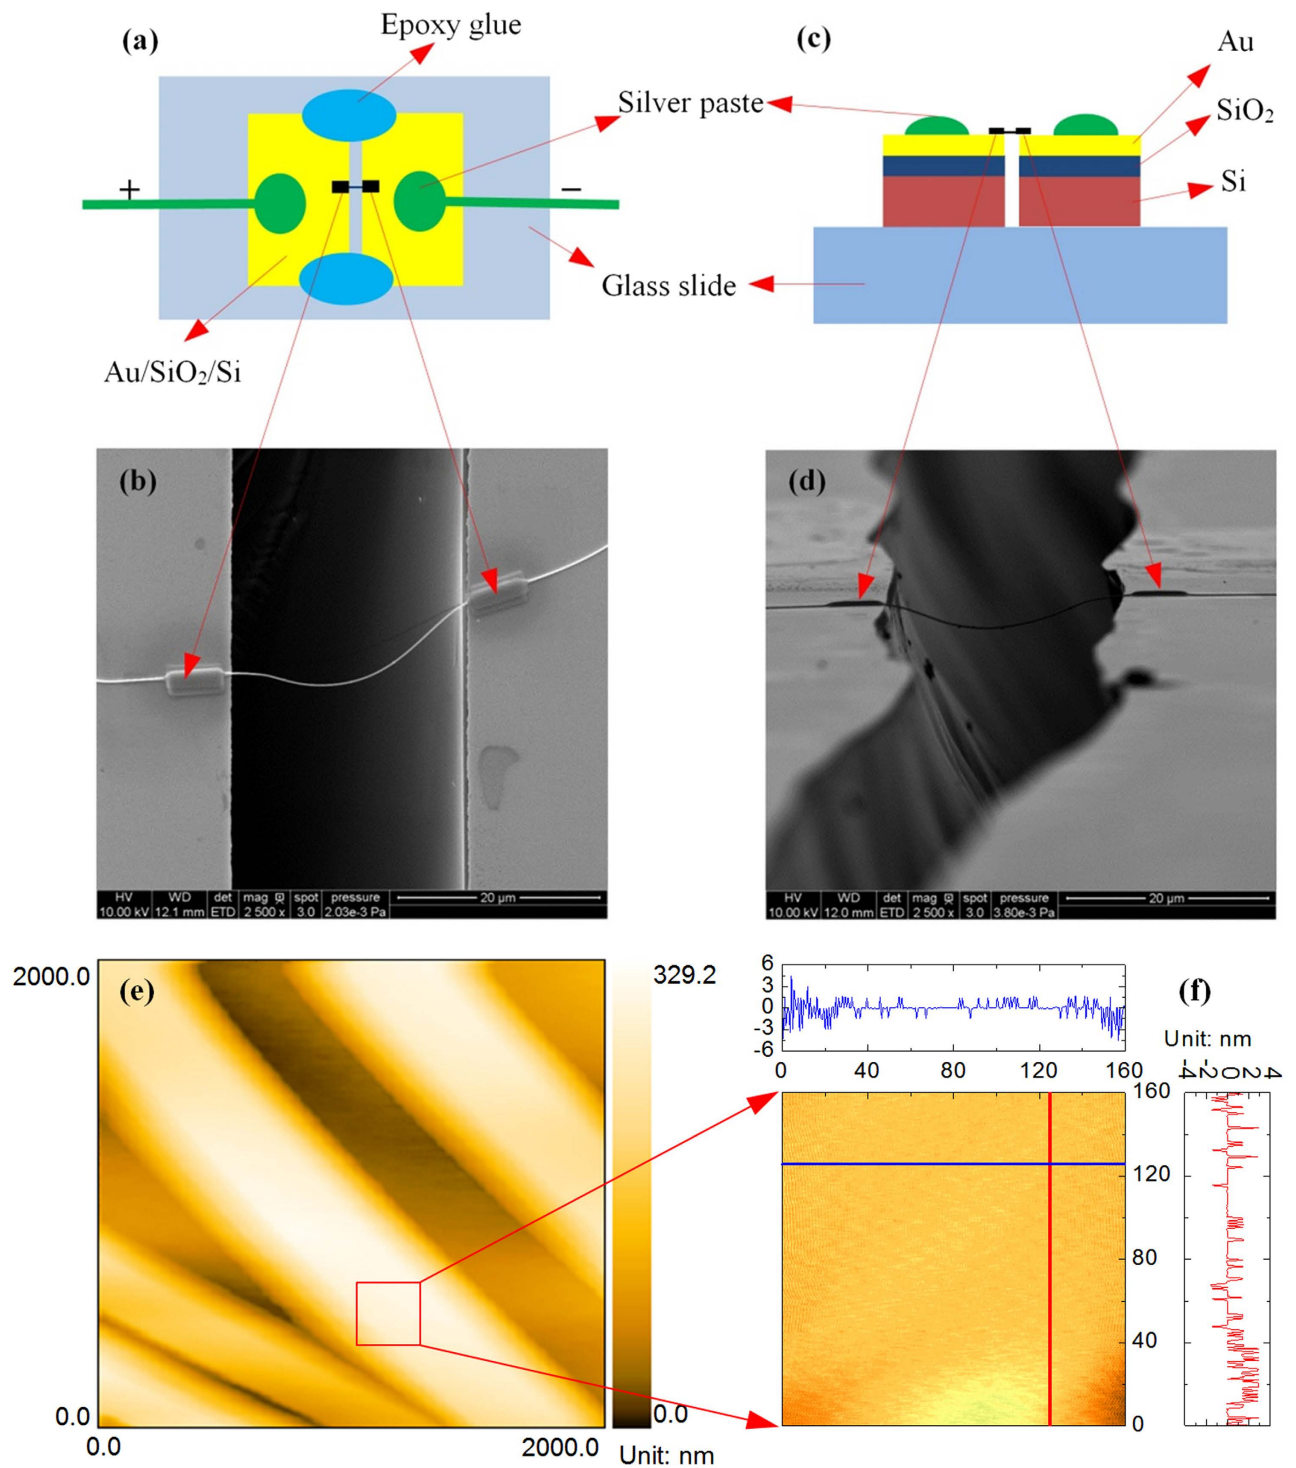 (a)
Epoxy glue
Silver paste
+
−
Glass slide
Au/SiO₂/Si
(c)
Au
SiO₂
Si
(b)
HV WD det mag spot pressure 20 μm
10.00 kV 12.1 mm ETD 2 500 x 3.0 2.03e-3 Pa
(d)
HV WD det mag spot pressure 20 μm
10.00 kV 12.0 mm ETD 2 500 x 3.0 3.80e-3 Pa
(e)
2000.0
0.0
0.0
2000.0
329.2
0.0
Unit: nm
(f)
Unit: nm
6
3
0
-3
-6
0 40 80 120 160
-4 -2 0 2 4
160
120
80
40
0